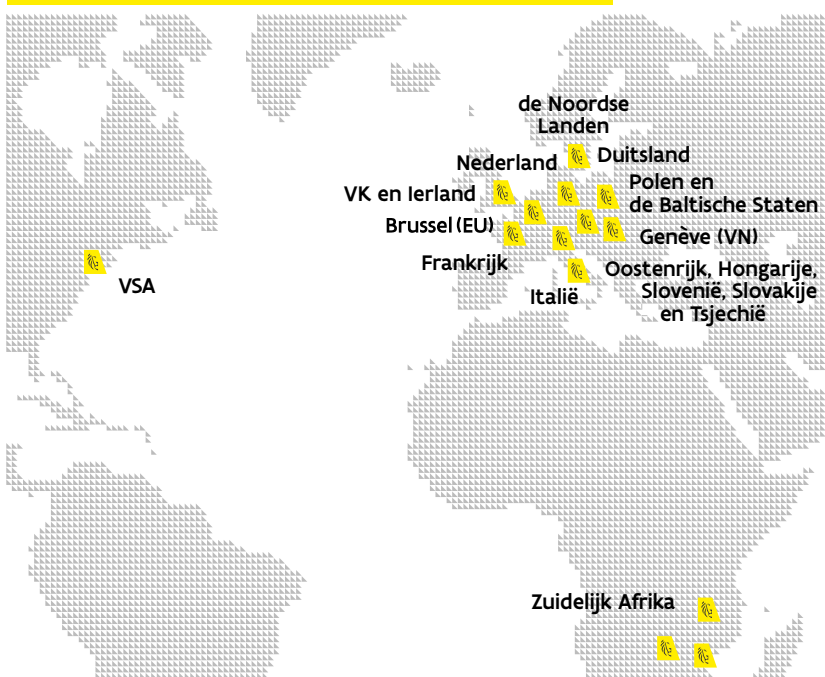 de Noordse
Landen
Nederland
Duitsland
VK en Ierland
Polen en
de Baltische Staten
Brussel (EU)
Genève (VN)
Frankrijk
Oostenrijk, Hongarije,
Slovenië, Slovakije
en Tsjechië
Italië
VSA
Zuidelijk Afrika